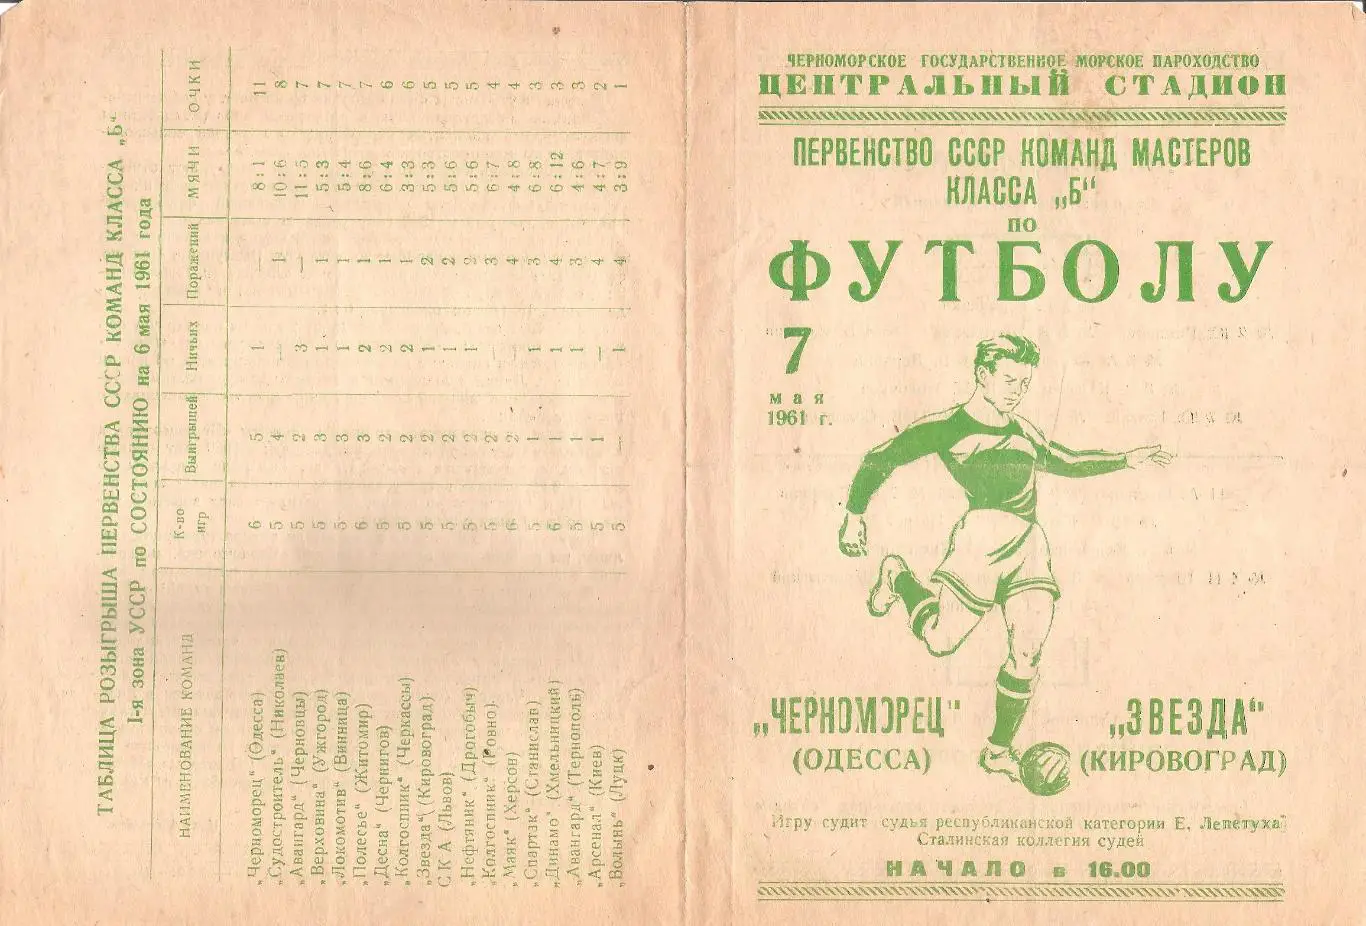 ТАБЛИЦА РОЗЫГРЫША ПЕРВЕНСТВА СССР КОМАНД КЛАССА „Б“
1-я зона УССР по СОСТОЯНИЮ на 6 мая 1961 года
НАИМЕНОВАНИЕ КОМАНД К-во игр Выигрышей Ничьих Поражений МЯЧИ ОЧКИ
„Черноморец“ (Одесса) 6 5 1 — 8:1 11
„Судостроитель“ (Николаев) 5 4 — 1 10:6 8
„Авангард“ (Черновцы) 5 2 3 — 11:5 7
„Верховина“ (Ужгород) 5 3 1 1 5:3 7
„Локомотив“ (Винница) 5 3 1 1 5:4 7
„Полесье“ (Житомир) 6 3 2 1 8:6 7
„Десна“ (Чернигов) 5 2 2 1 6:4 6
„Колгоспник“ (Черкассы) 5 2 2 1 3:3 6
„Звезда“ (Кировоград) 5 2 1 2 5:3 5
С К А (Львов) 5 2 1 2 5:6 5
„Нефтяник“ (Дрогобыч) 5 2 1 2 5:6 5
„Колгоспник“ (Ровно). 5 2 — 3 6:7 4
„Маяк“ (Херсон) 6 2 — 4 4:8 4
„Спартак“ (Станислав) 5 1 1 3 6:8 3
„Динамо“ (Хмельницкий) 6 1 1 4 6:12 3
„Авангард“ (Тернополь) 5 1 1 3 4:6 3
„Арсенал“ (Киев) 5 1 — 4 4:7 2
„Волынь“ (Луцк) 5 — 1 4 3:9 1
ЧЕРНОМОРСКОЕ ГОСУДАРСТВЕННОЕ МОРСКОЕ ПАРОХОДСТВО
ЦЕНТРАЛЬНЫЙ СТАДИОН
ПЕРВЕНСТВО СССР КОМАНД МАСТЕРОВ
КЛАССА „Б“
ПО
ФУТБОЛУ
7
мая
1961 г.
„ЧЕРНОМОРЕЦ“ „ЗВЕЗДА“
(ОДЕССА) (КИРОВОГРАД)
Игру судит судья республиканской категории Е. Лепетуха
Сталинская коллегия судей
НАЧАЛО в 16.00